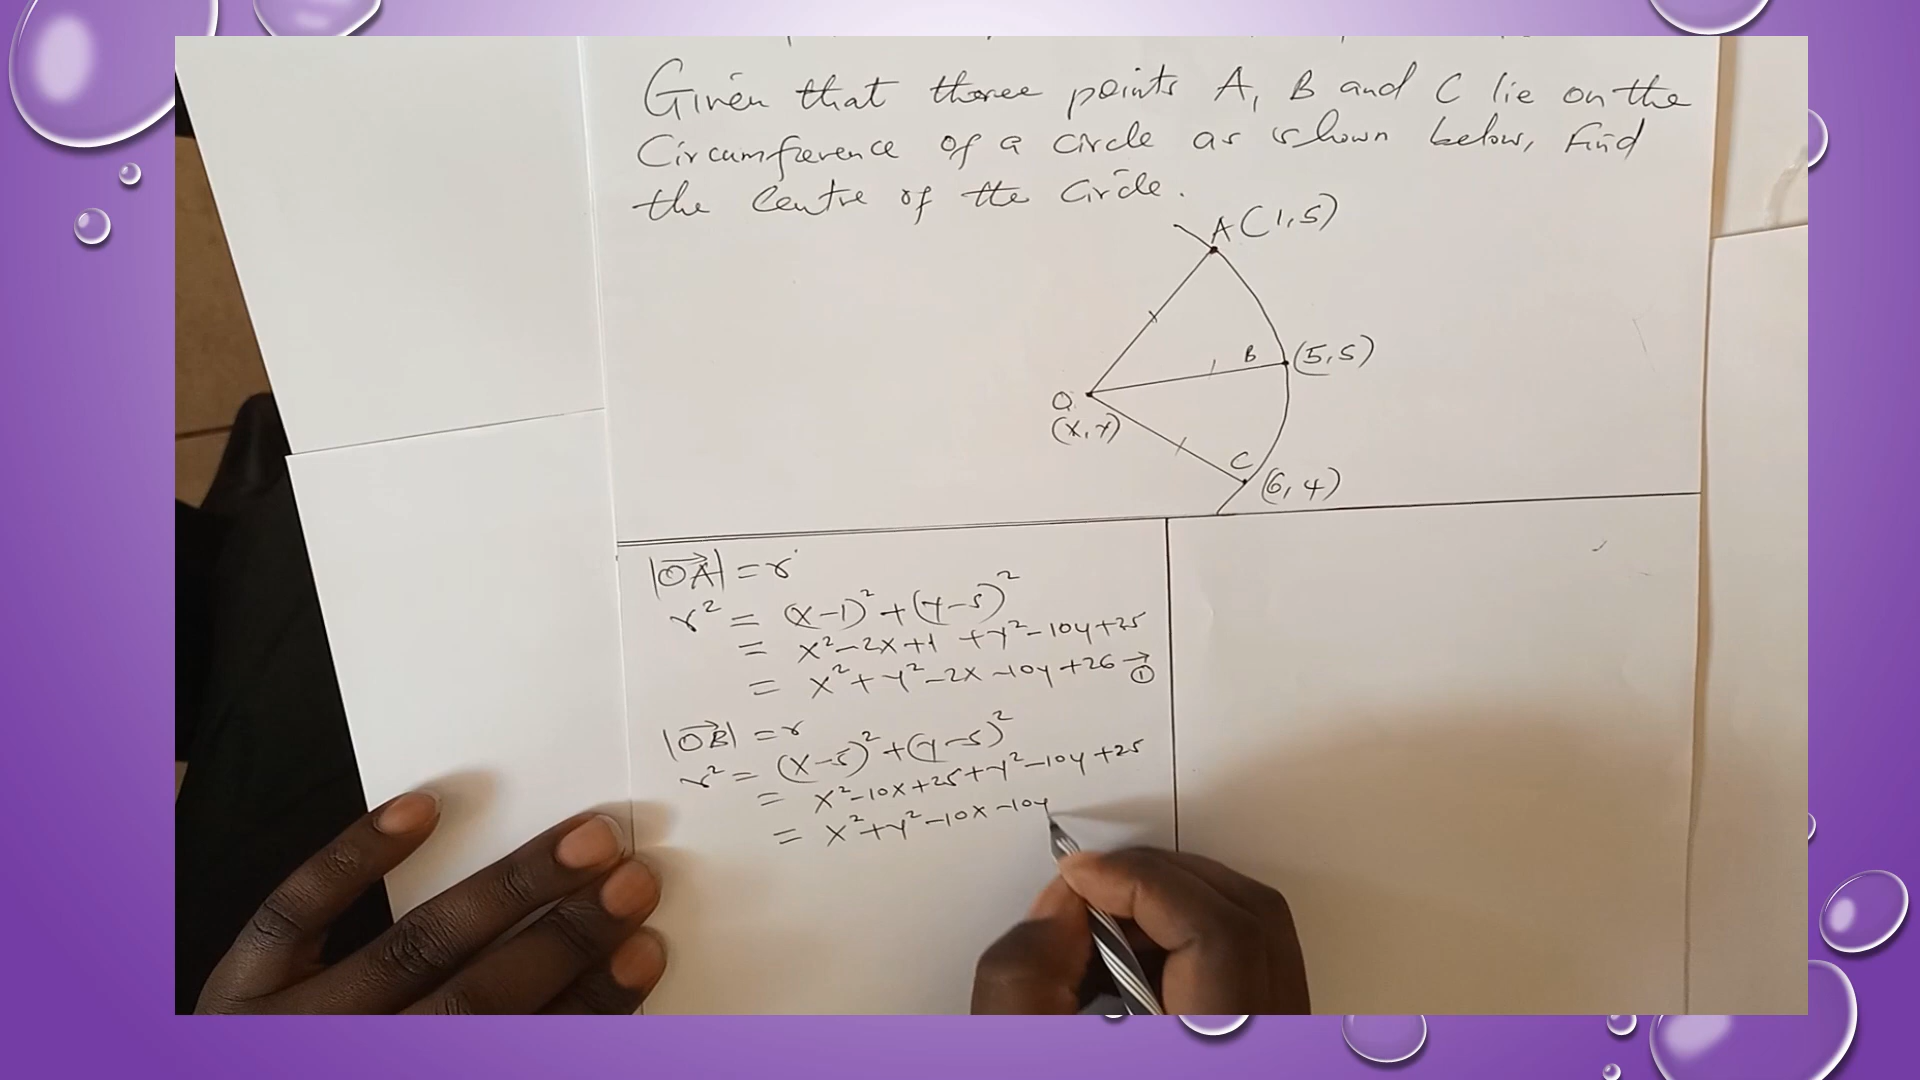 Given that three points A, B and C lie on the
Circumference of a circle as shown below, Find
the Centre of the Circle.
A(1,5)
B (5,5)
O
(x,y)
C
(6,4)
|OA| = r
r² = (x-1)² + (y-5)²
= x²-2x+1 +y²-10y+25
= x²+y²-2x-10y+26 → ①
|OB| = r
r² = (x-5)²+(y-5)²
= x²-10x+25+y²-10y+25
= x²+y²-10x-10y